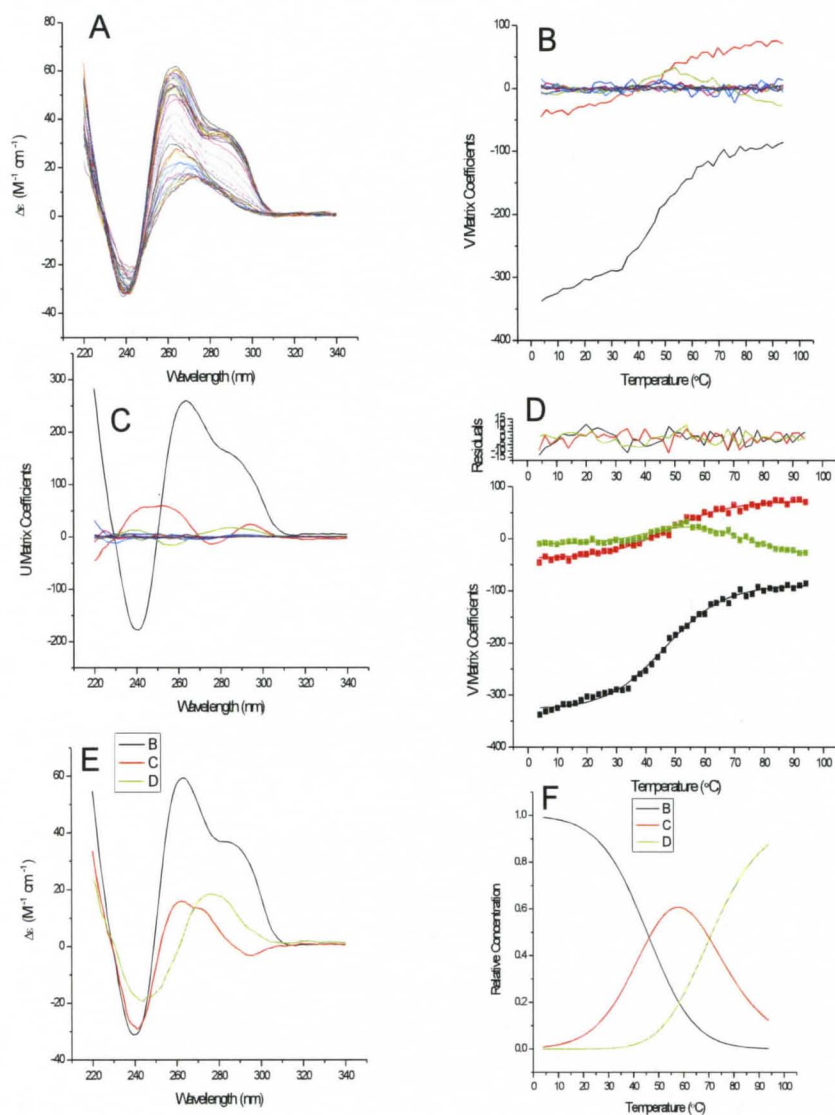 A
60
40
20
0
-20
-40
Δε (M⁻¹ cm⁻¹)
220 240 260 280 300 320 340
Wavelength (nm)
B
100
0
-100
-200
-300
-400
V Matrix Coefficients
0 10 20 30 40 50 60 70 80 90 100
Temperature (°C)
C
300
200
100
0
-100
-200
U Matrix Coefficients
220 240 260 280 300 320 340
Wavelength (nm)
D
Residuals
0 10 20 30 40 50 60 70 80 90 100
100
0
-100
-200
-300
-400
V Matrix Coefficients
0 10 20 30 40 50 60 70 80 90 100
Temperature (°C)
E
B
C
D
60
40
20
0
-20
-40
Δε (M⁻¹ cm⁻¹)
220 240 260 280 300 320 340
Wavelength (nm)
F
B
C
D
1.0
0.8
0.6
0.4
0.2
0.0
Relative Concentration
0 10 20 30 40 50 60 70 80 90 100
Temperature (°C)